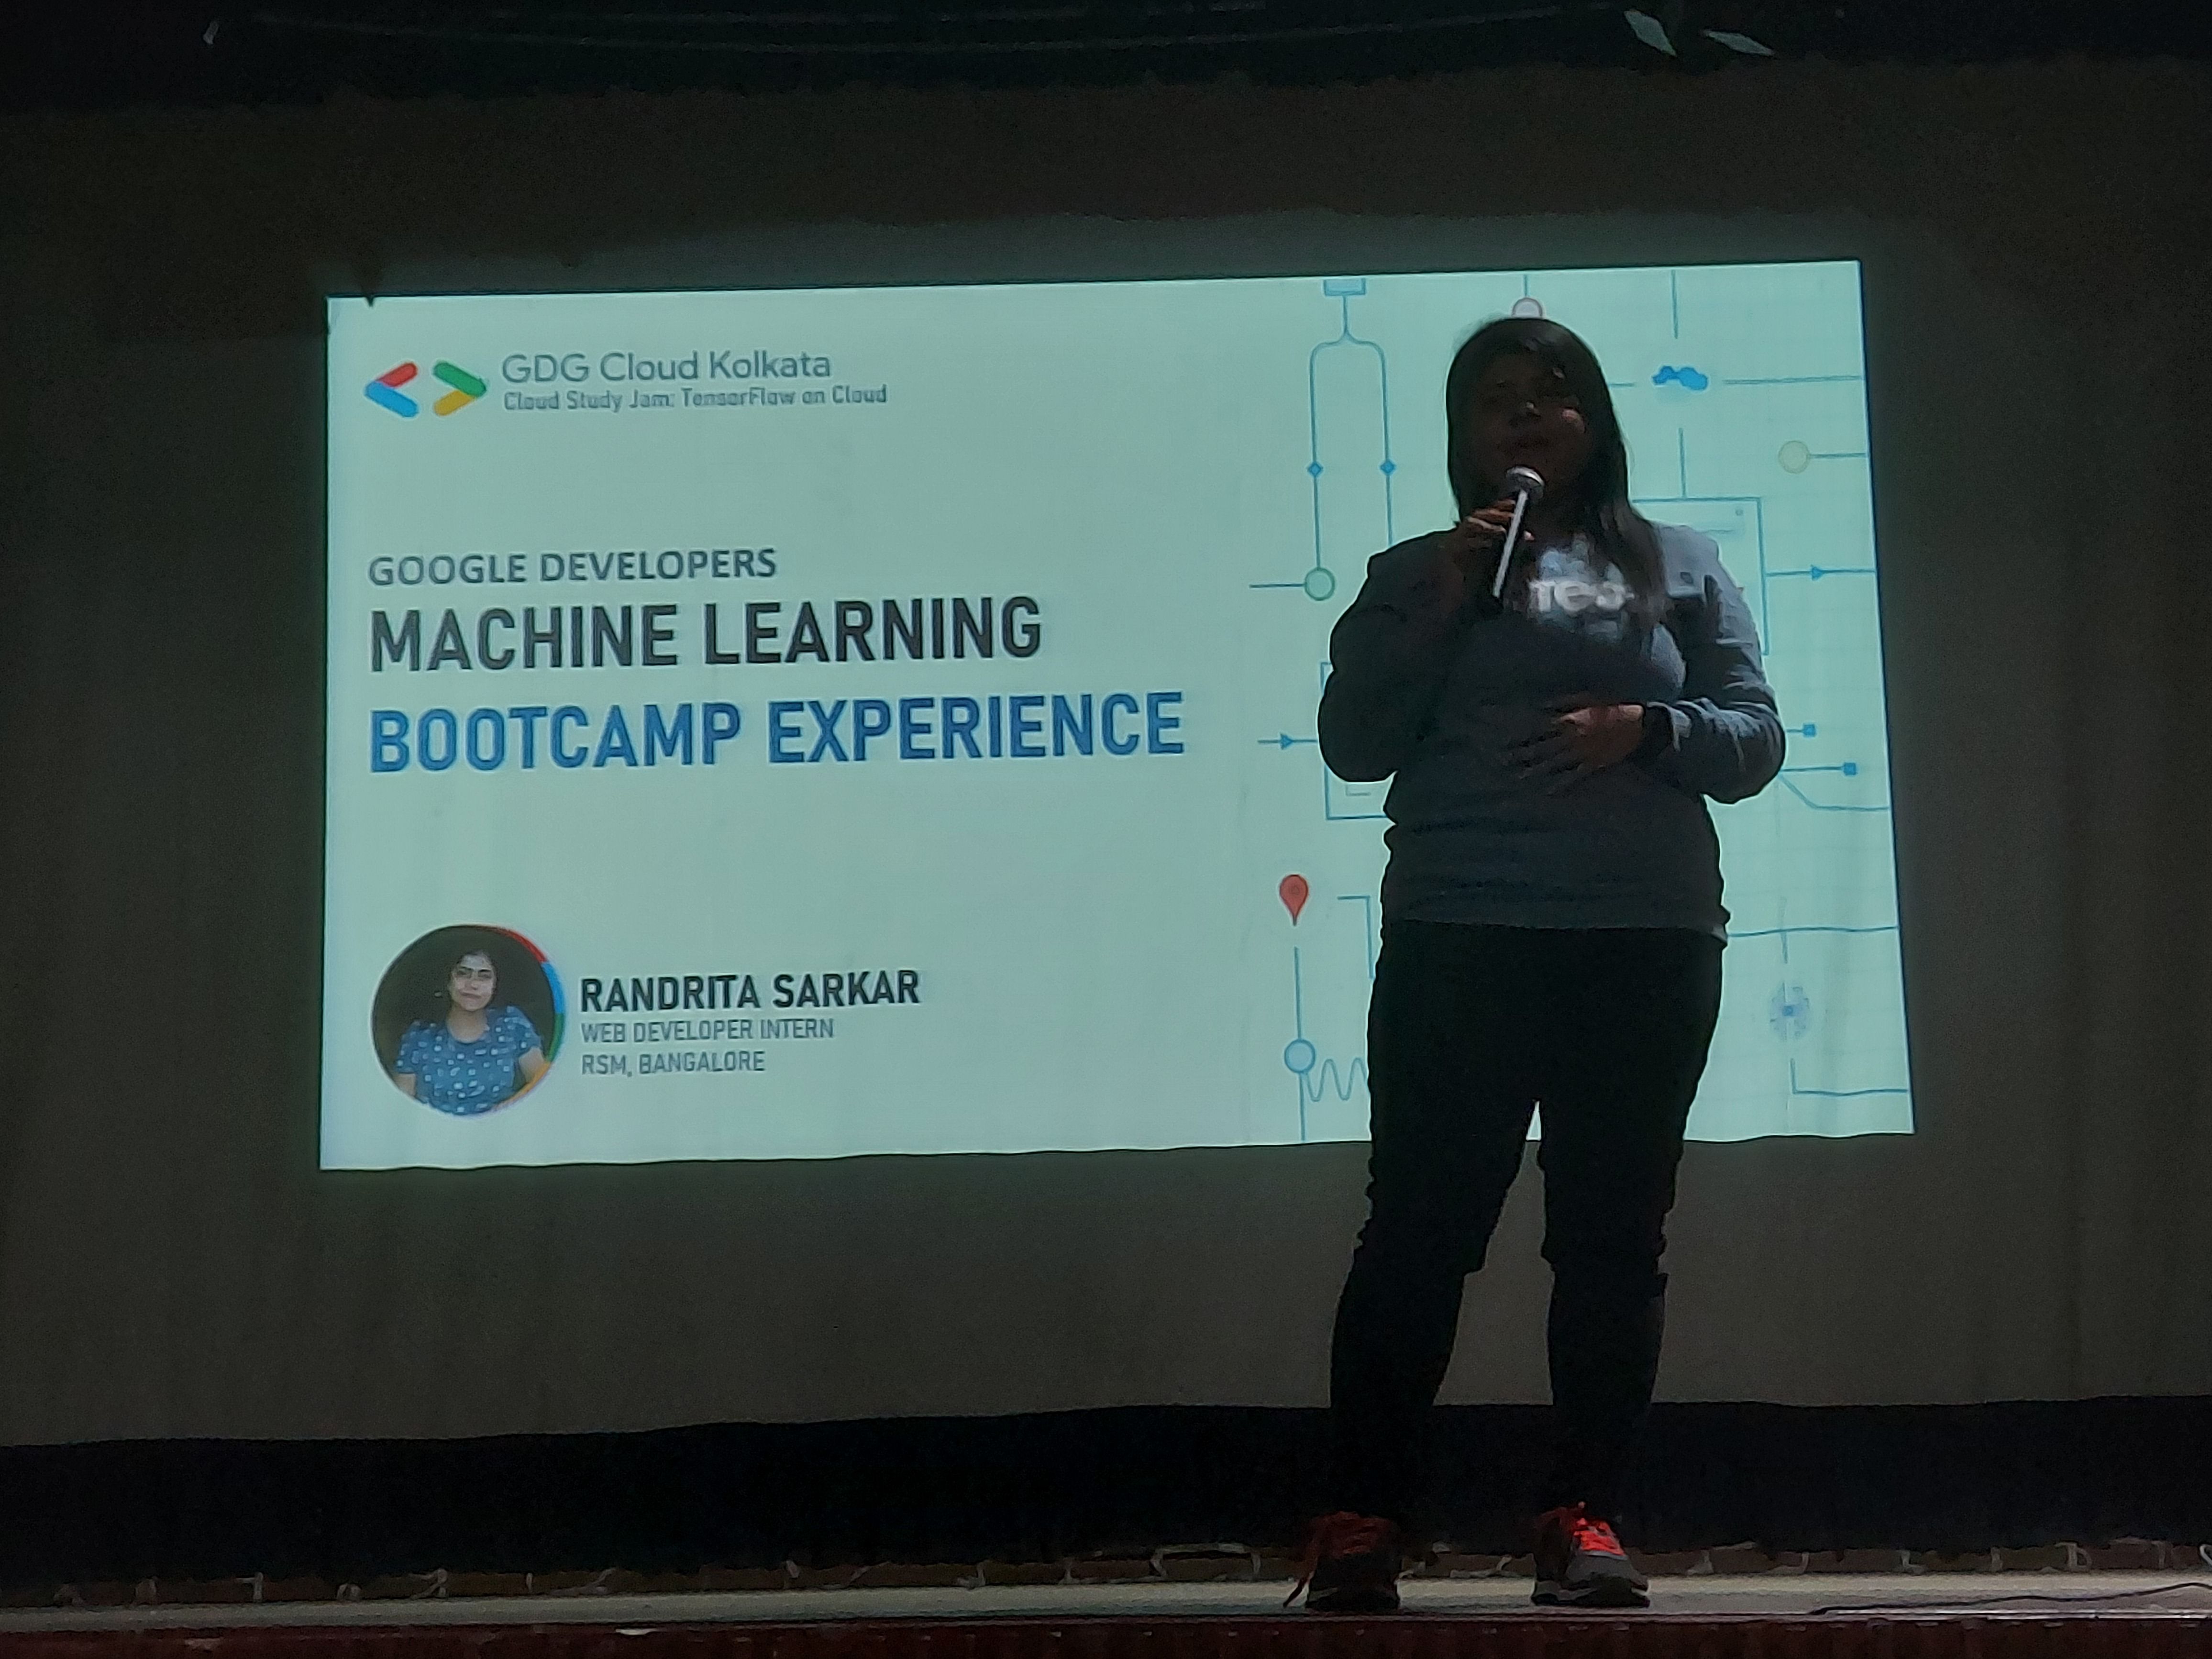 GDG Cloud Kolkata
Cloud Study Jam: TensorFlow on Cloud
GOOGLE DEVELOPERS
MACHINE LEARNING
BOOTCAMP EXPERIENCE
RANDRITA SARKAR
WEB DEVELOPER INTERN
RSM, BANGALORE